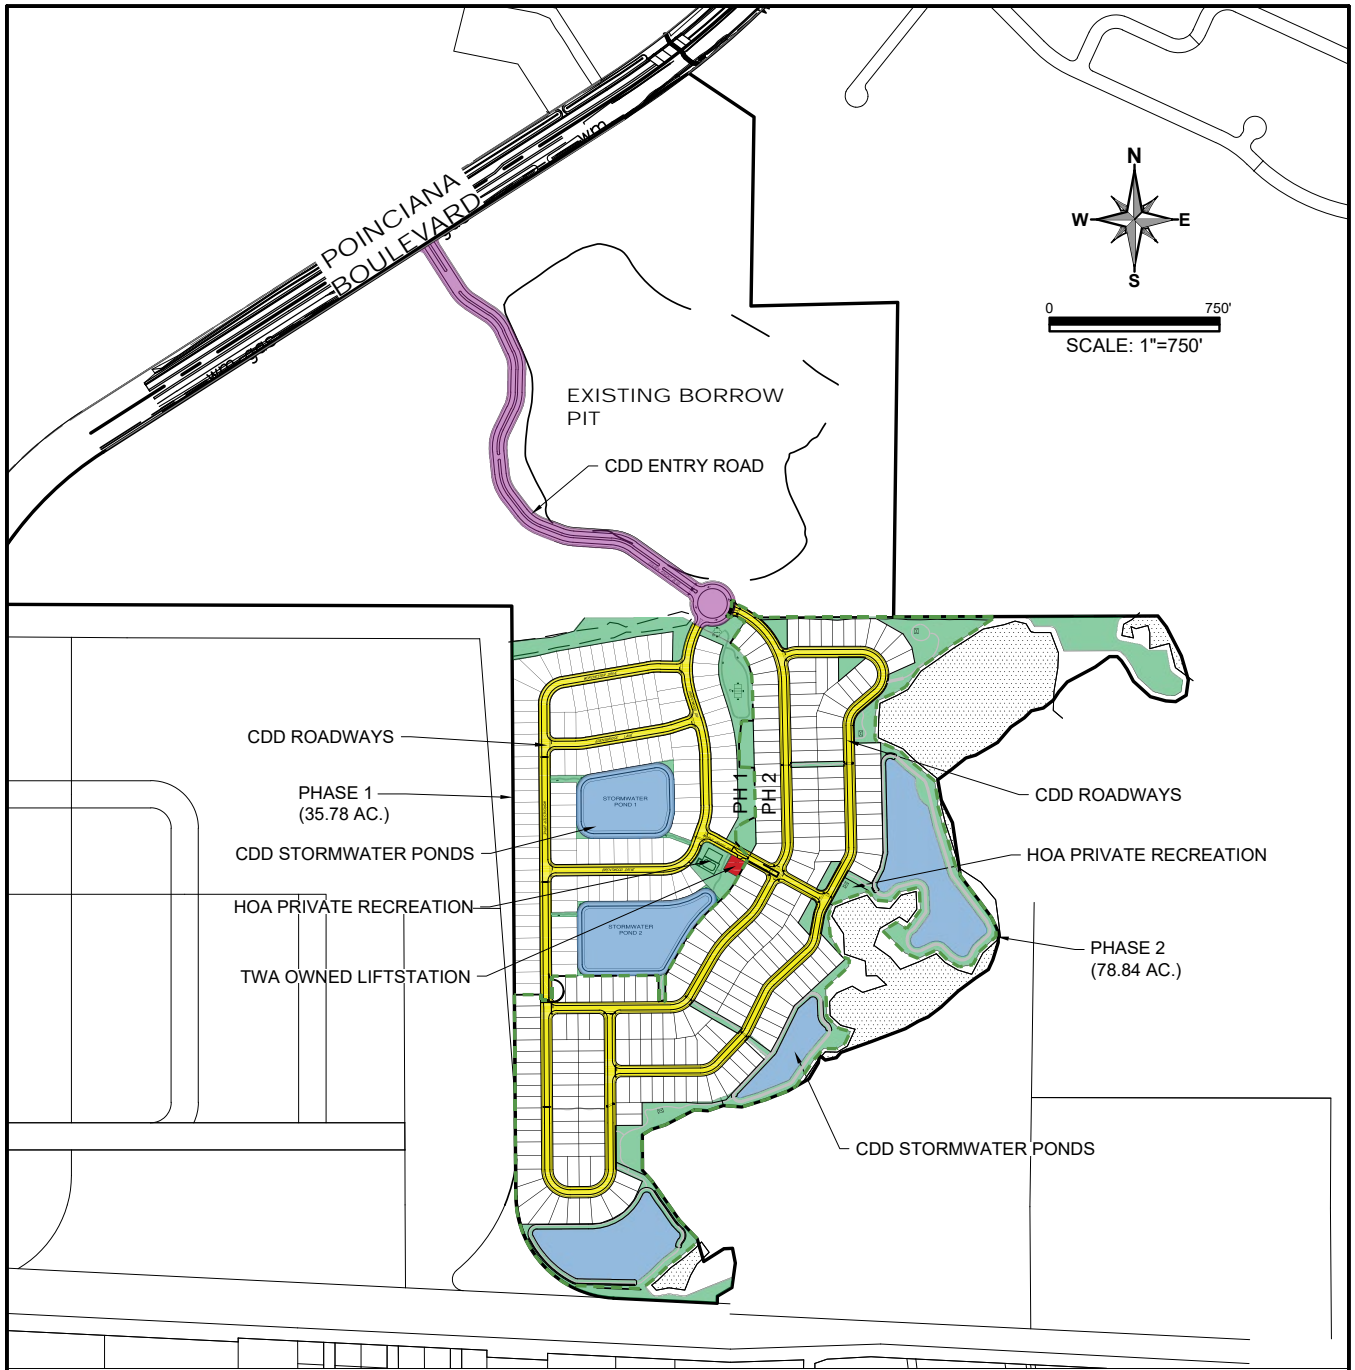 POINCIANA
BOULEVARD
wm
N
W
E
S
0
750'
SCALE: 1"=750'
EXISTING BORROW
PIT
CDD ENTRY ROAD
CDD ROADWAYS
PHASE 1
(35.78 AC.)
CDD STORMWATER PONDS
HOA PRIVATE RECREATION
TWA OWNED LIFTSTATION
STORMWATER
POND 1
STORMWATER
POND 2
PH 1
PH 2
CDD ROADWAYS
HOA PRIVATE RECREATION
PHASE 2
(78.84 AC.)
CDD STORMWATER PONDS